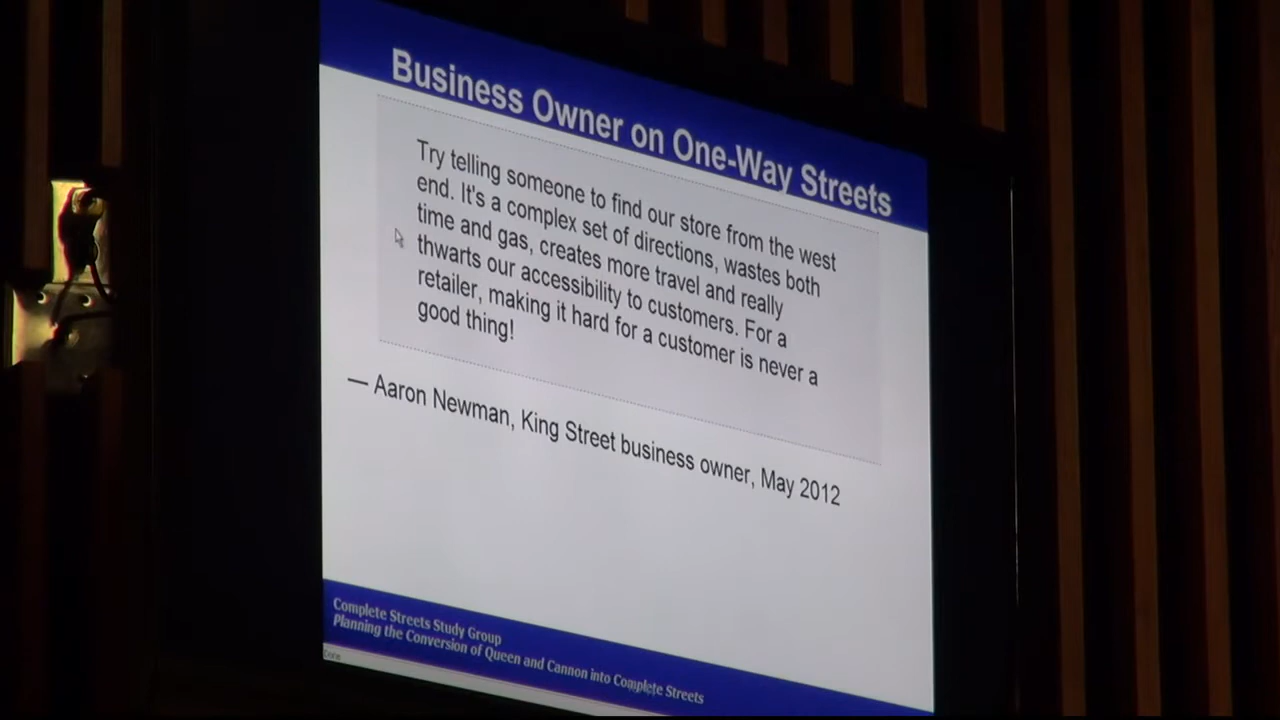 Business Owner on One-Way Streets
Try telling someone to find our store from the west
end. It's a complex set of directions, wastes both
time and gas, creates more travel and really
thwarts our accessibility to customers. For a
retailer, making it hard for a customer is never a
good thing!
— Aaron Newman, King Street business owner, May 2012
Complete Streets Study Group
Planning the Conversion of Queen and Cannon into Complete Streets
Done